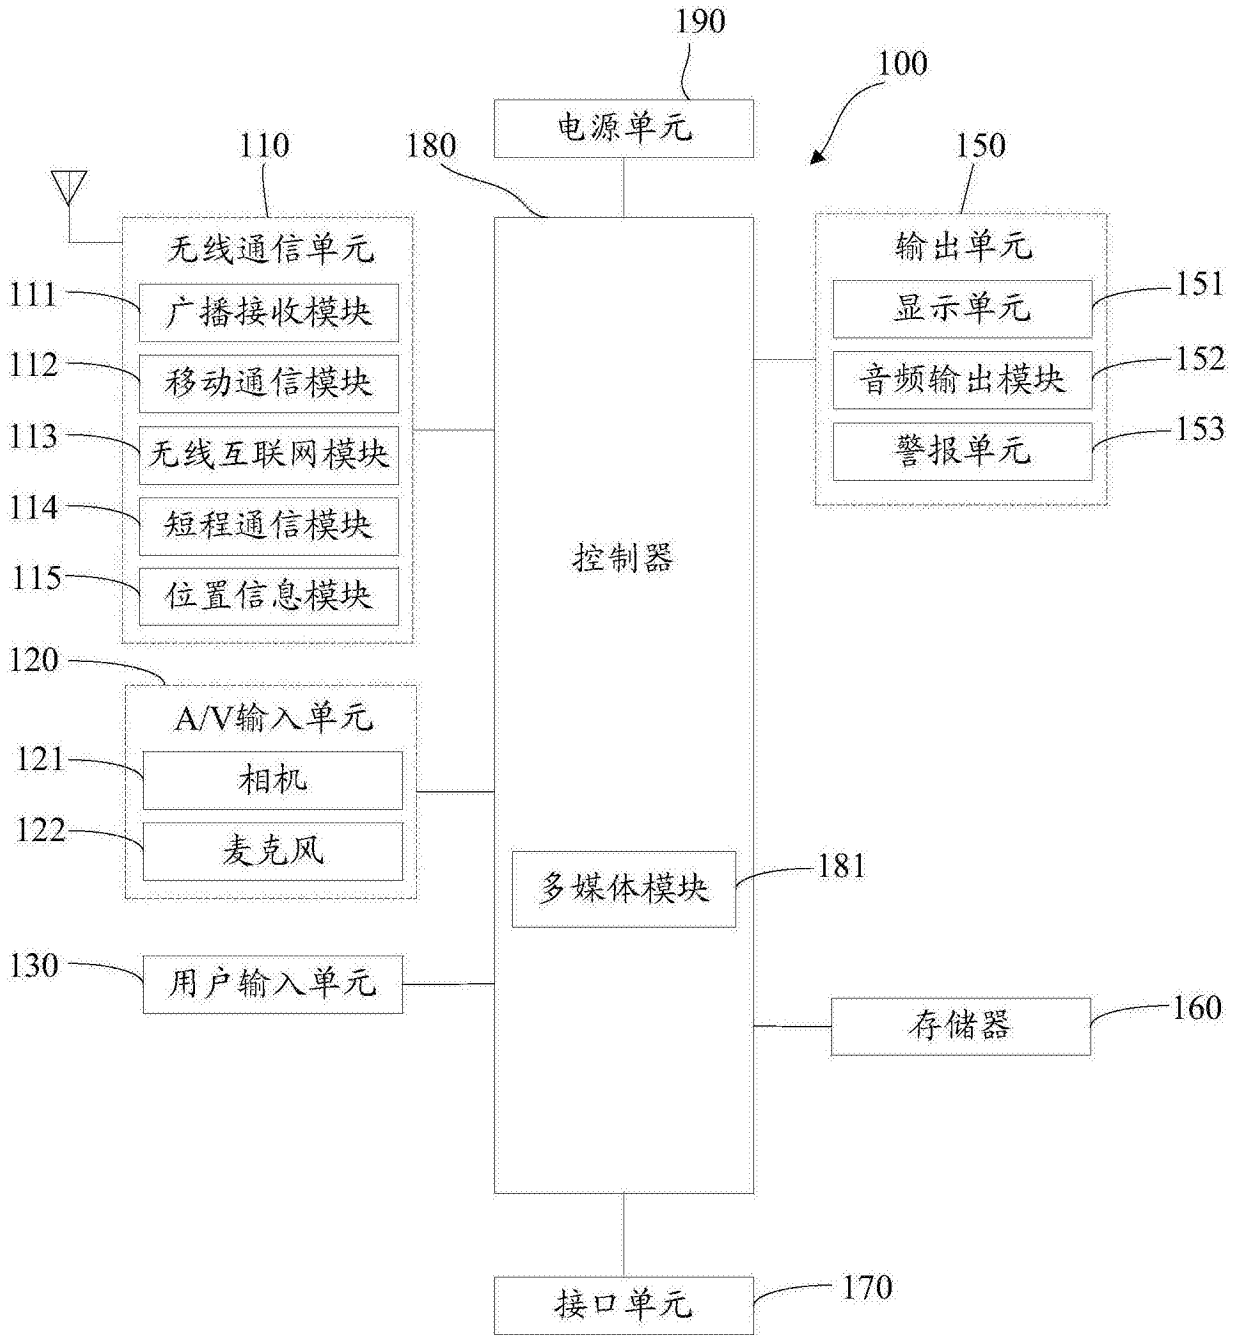 190
电源单元
100
110
180
150
无线通信单元
111
广播接收模块
112
移动通信模块
113
无线互联网模块
114
短程通信模块
115
位置信息模块
输出单元
显示单元
151
音频输出模块
152
警报单元
153
控制器
120
A/V输入单元
121
相机
122
麦克风
多媒体模块
181
130
用户输入单元
存储器
160
接口单元
170